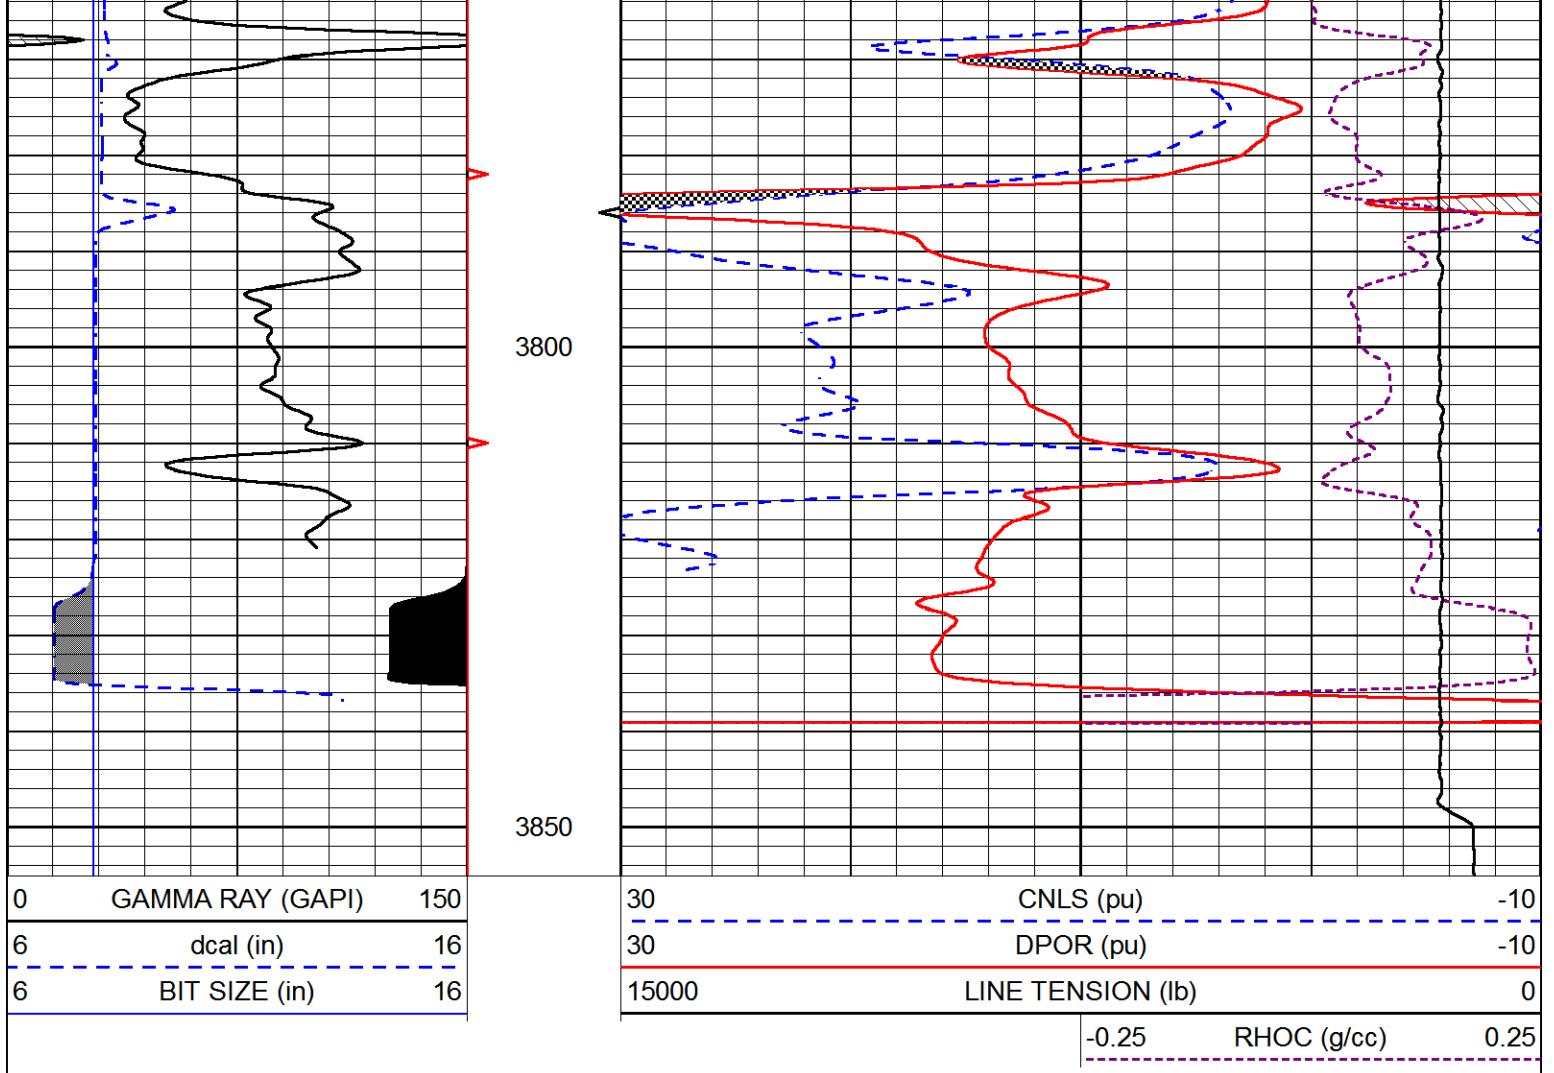 3800
3850
0 GAMMA RAY (GAPI) 150
6 dcal (in) 16
6 BIT SIZE (in) 16
30 CNLS (pu) -10
30 DPOR (pu) -10
15000 LINE TENSION (lb) 0
-0.25 RHOC (g/cc) 0.25